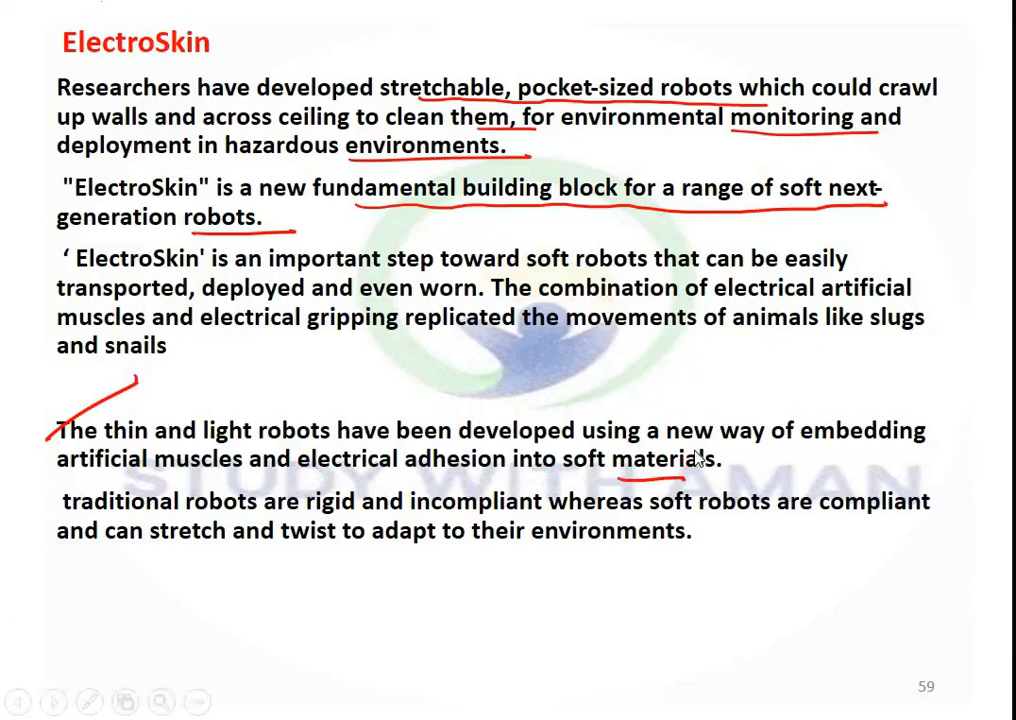 ElectroSkin
Researchers have developed stretchable, pocket-sized robots which could crawl
up walls and across ceiling to clean them, for environmental monitoring and
deployment in hazardous environments.
"ElectroSkin" is a new fundamental building block for a range of soft next-
generation robots.
‘ ElectroSkin' is an important step toward soft robots that can be easily
transported, deployed and even worn. The combination of electrical artificial
muscles and electrical gripping replicated the movements of animals like slugs
and snails
The thin and light robots have been developed using a new way of embedding
artificial muscles and electrical adhesion into soft materials.
STUDY WITH AMAN
traditional robots are rigid and incompliant whereas soft robots are compliant
and can stretch and twist to adapt to their environments.
59